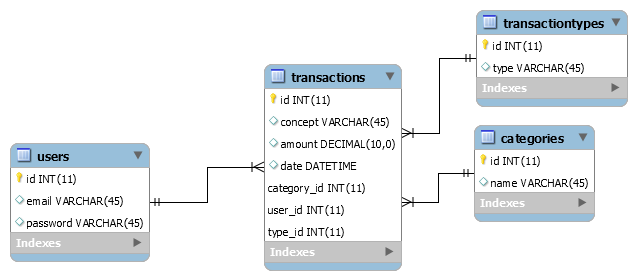 users
id INT(11)
email VARCHAR(45)
password VARCHAR(45)
Indexes
transactions
id INT(11)
concept VARCHAR(45)
amount DECIMAL(10,0)
date DATETIME
category_id INT(11)
user_id INT(11)
type_id INT(11)
Indexes
transactiontypes
id INT(11)
type VARCHAR(45)
Indexes
categories
id INT(11)
name VARCHAR(45)
Indexes